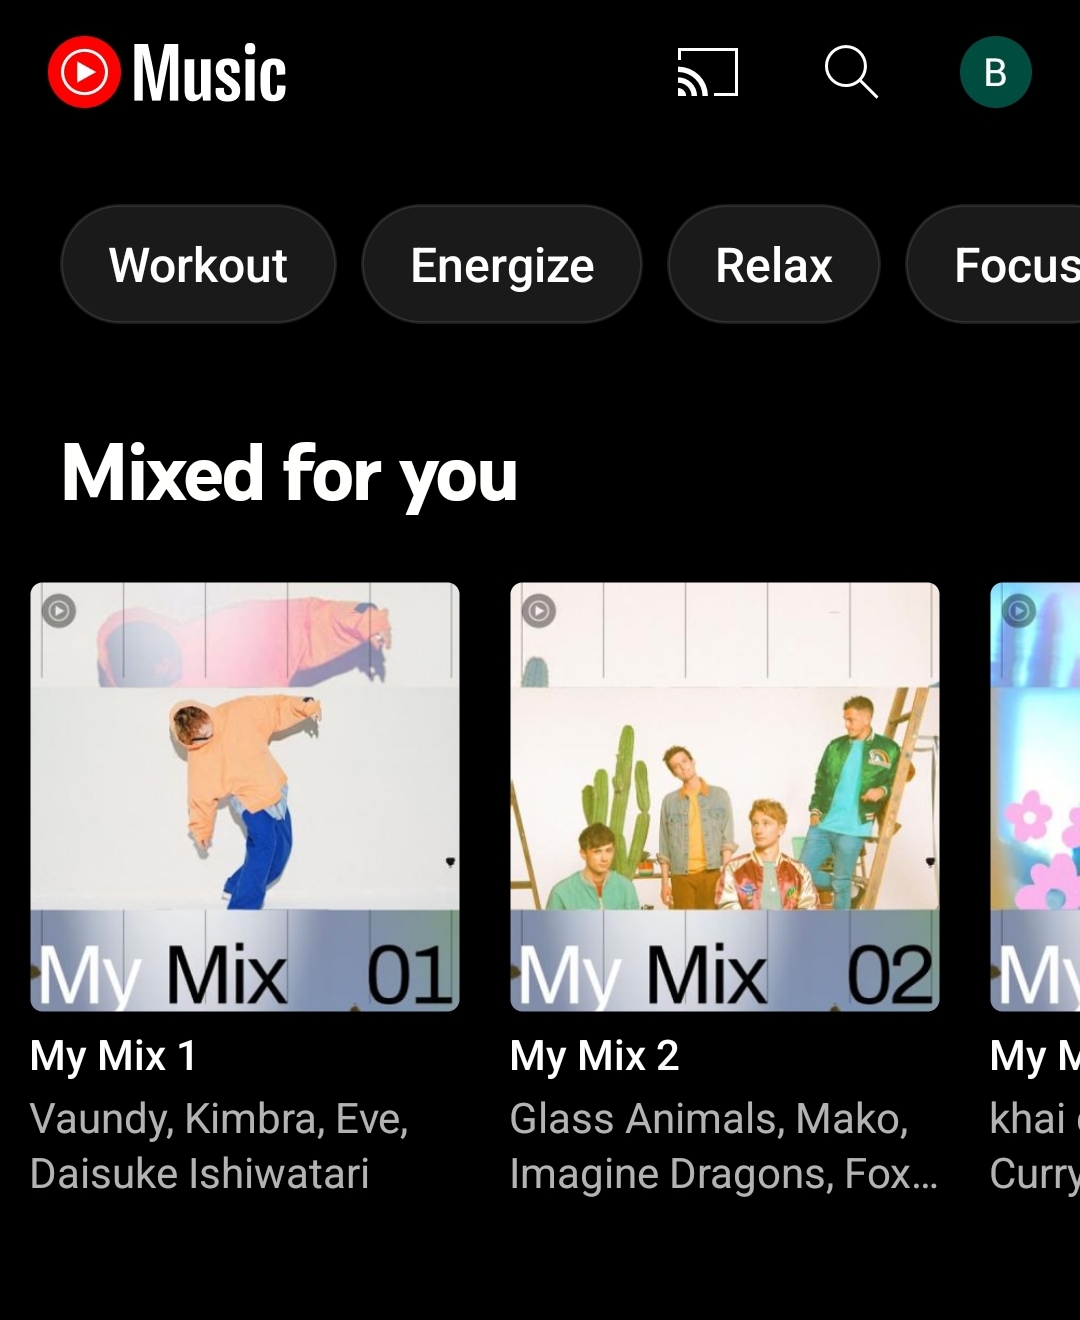 Music
B
Workout
Energize
Relax
Focus
Mixed for you
My Mix 01
My Mix 02
My
My Mix 1
My Mix 2
My
Vaundy, Kimbra, Eve,
Daisuke Ishiwatari
Glass Animals, Mako,
Imagine Dragons, Fox...
khai
Curry